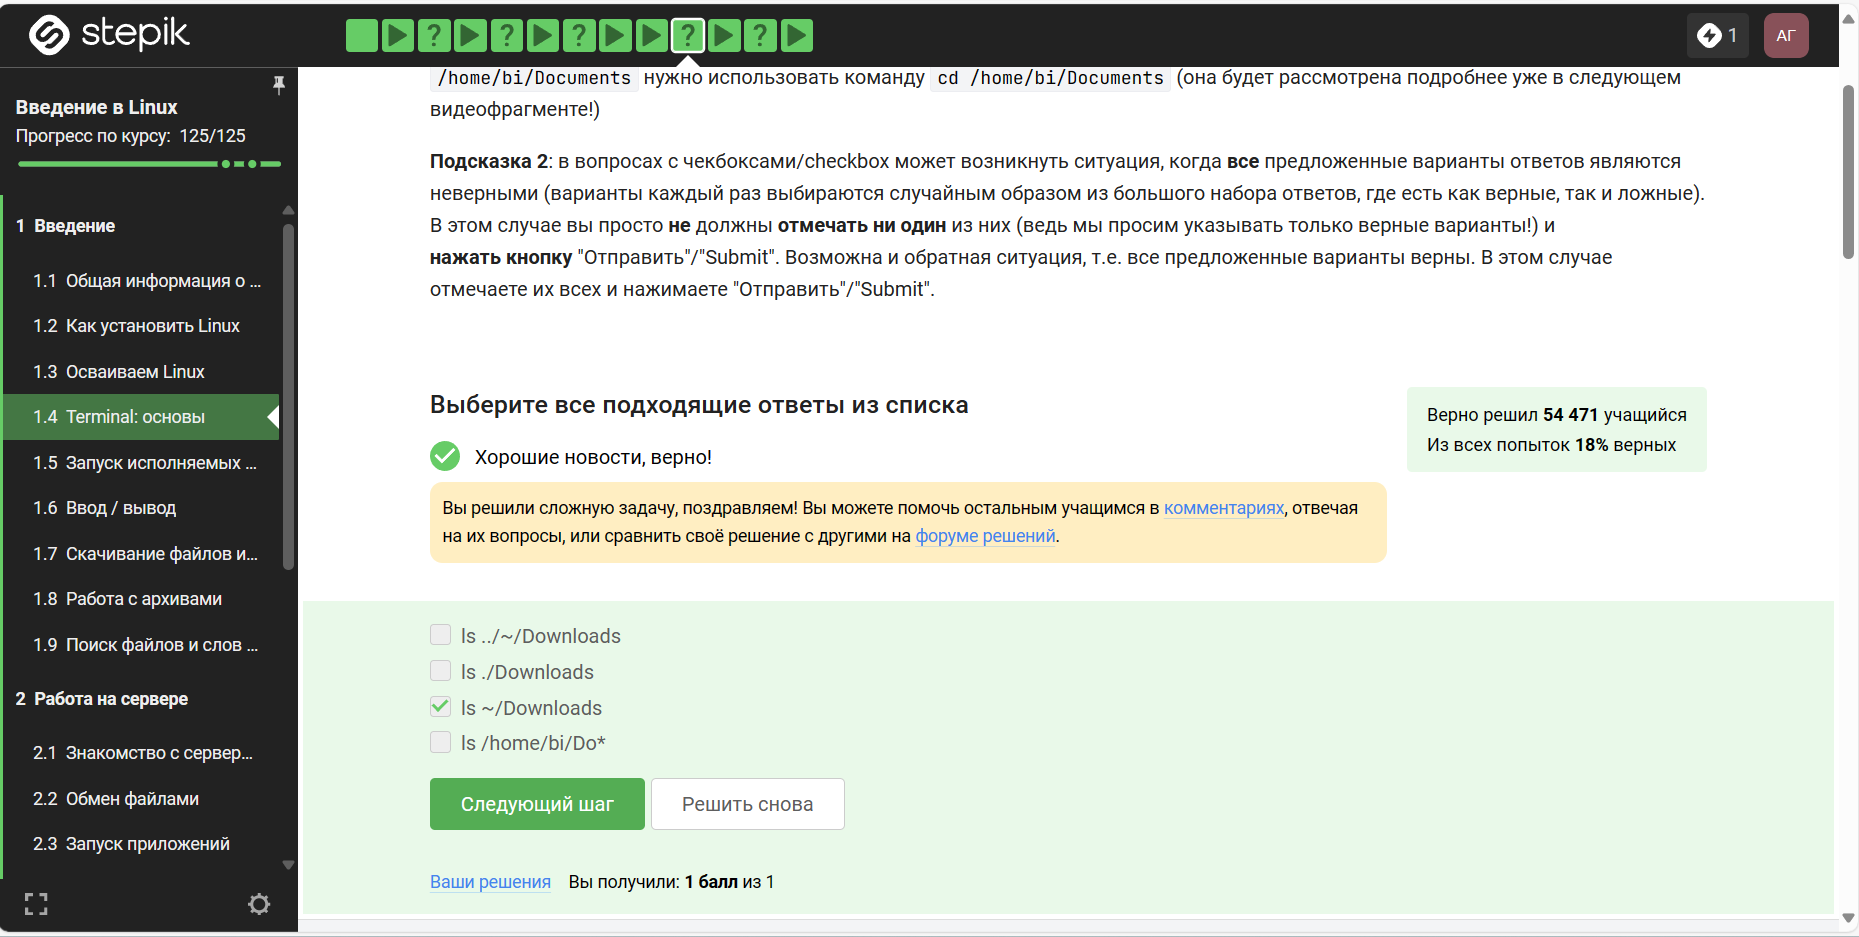 stepik
? ? ? ? ?
1
АГ
Введение в Linux
Прогресс по курсу: 125/125
1 Введение
1.1 Общая информация о ...
1.2 Как установить Linux
1.3 Осваиваем Linux
1.4 Terminal: основы
1.5 Запуск исполняемых ...
1.6 Ввод / вывод
1.7 Скачивание файлов и...
1.8 Работа с архивами
1.9 Поиск файлов и слов ...
2 Работа на сервере
2.1 Знакомство с сервер...
2.2 Обмен файлами
2.3 Запуск приложений
/home/bi/Documents нужно использовать команду cd /home/bi/Documents (она будет рассмотрена подробнее уже в следующем
видеофрагменте!)
Подсказка 2: в вопросах с чекбоксами/checkbox может возникнуть ситуация, когда все предложенные варианты ответов являются
неверными (варианты каждый раз выбираются случайным образом из большого набора ответов, где есть как верные, так и ложные).
В этом случае вы просто не должны отмечать ни один из них (ведь мы просим указывать только верные варианты!) и
нажать кнопку "Отправить"/"Submit". Возможна и обратная ситуация, т.е. все предложенные варианты верны. В этом случае
отмечаете их всех и нажимаете "Отправить"/"Submit".
Выберите все подходящие ответы из списка
Хорошие новости, верно!
Верно решил 54 471 учащийся
Из всех попыток 18% верных
Вы решили сложную задачу, поздравляем! Вы можете помочь остальным учащимся в комментариях, отвечая
на их вопросы, или сравнить своё решение с другими на форуме решений.
ls ../~/Downloads
ls ./Downloads
ls ~/Downloads
ls /home/bi/Do*
Следующий шаг
Решить снова
Ваши решения Вы получили: 1 балл из 1